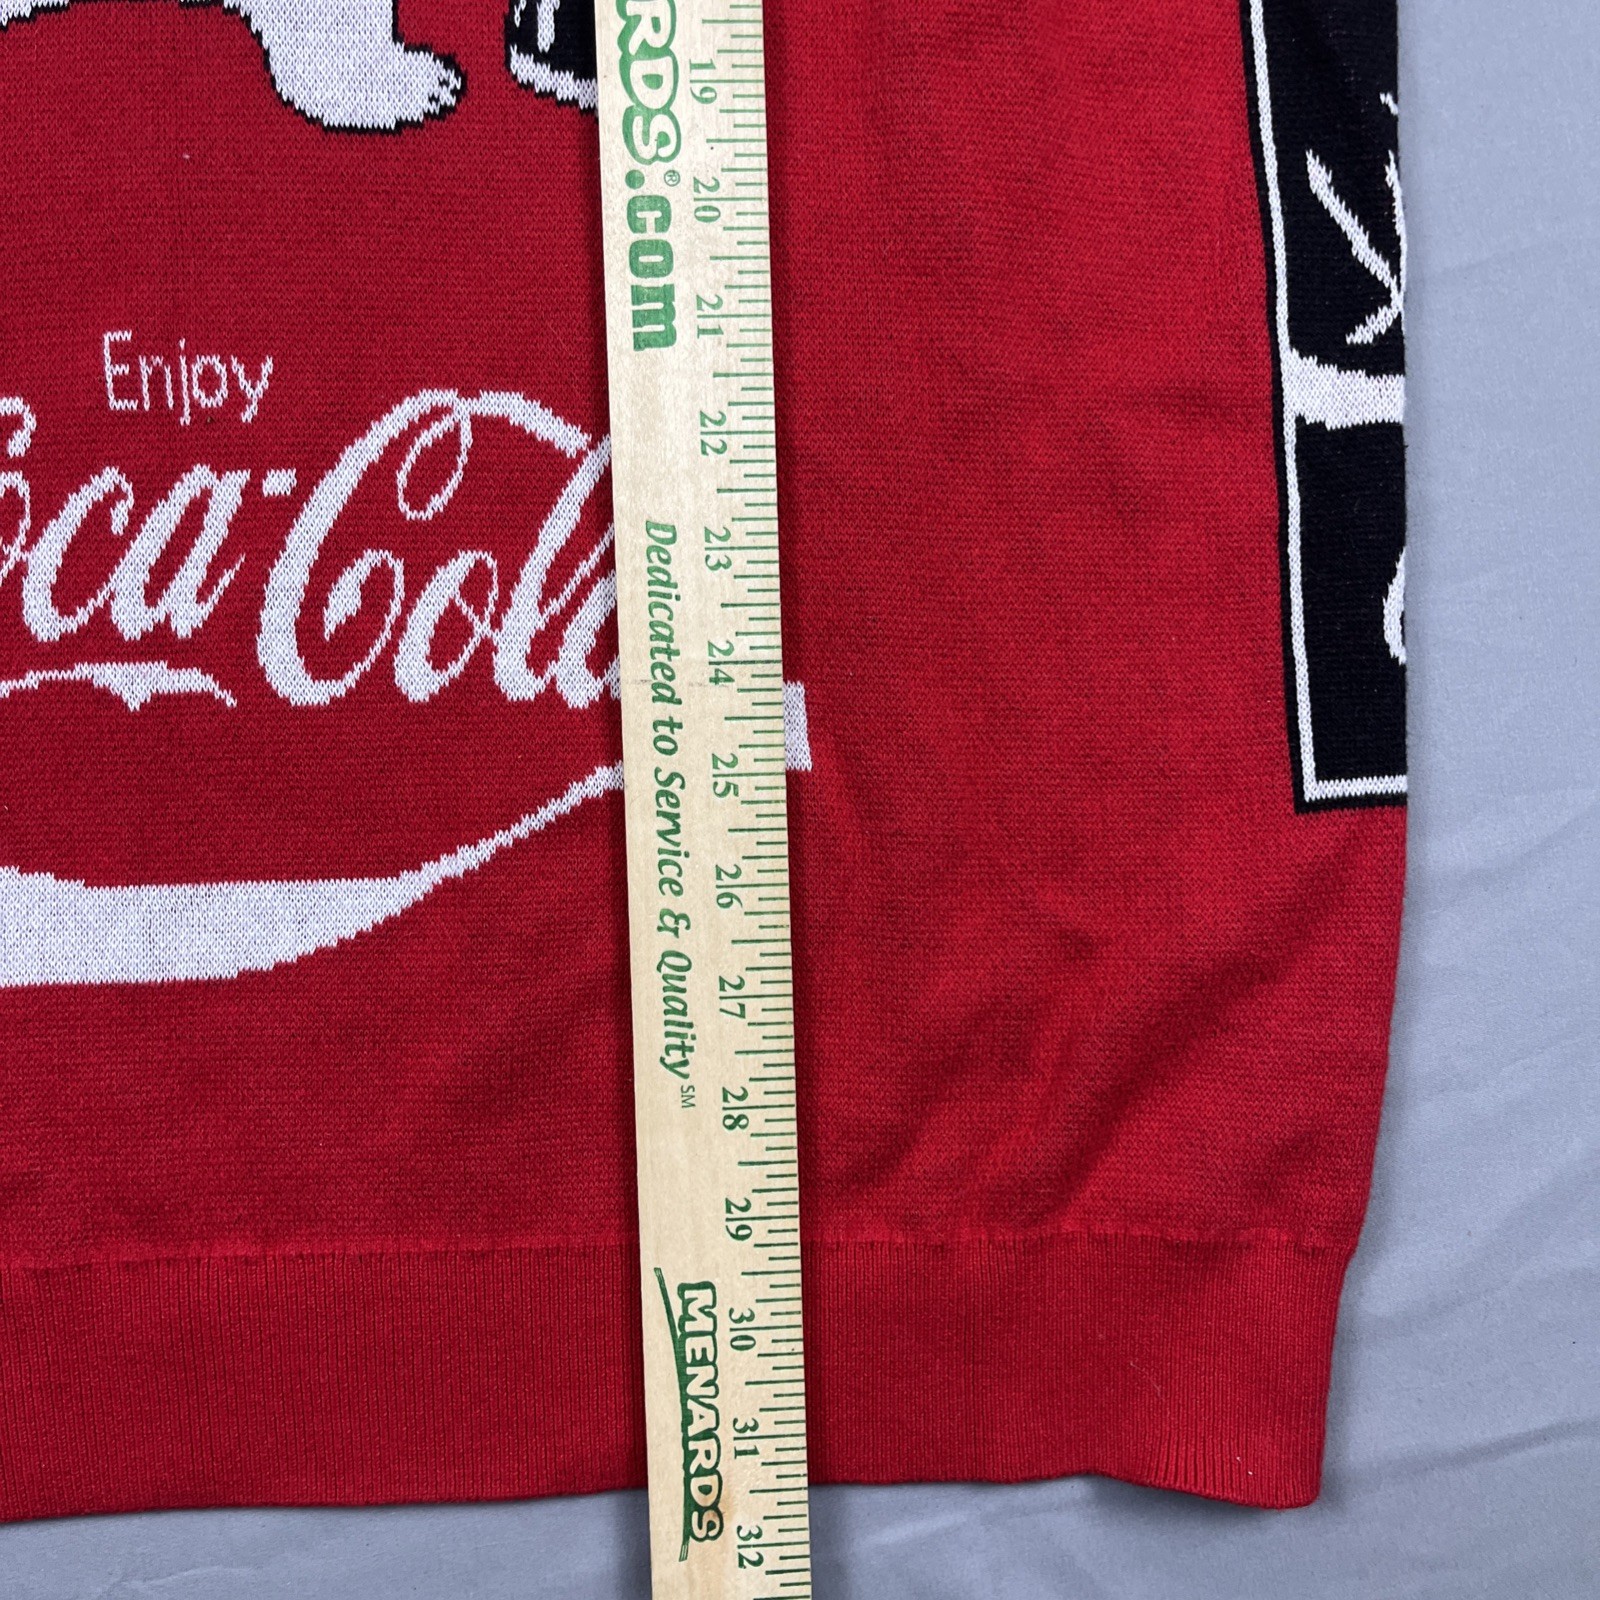 Enjoy
Coca-Cola
RDS®.com
Dedicated to Service & Quality℠
MENARDS
19
20
21
22
23
24
25
26
27
28
29
30
31
32